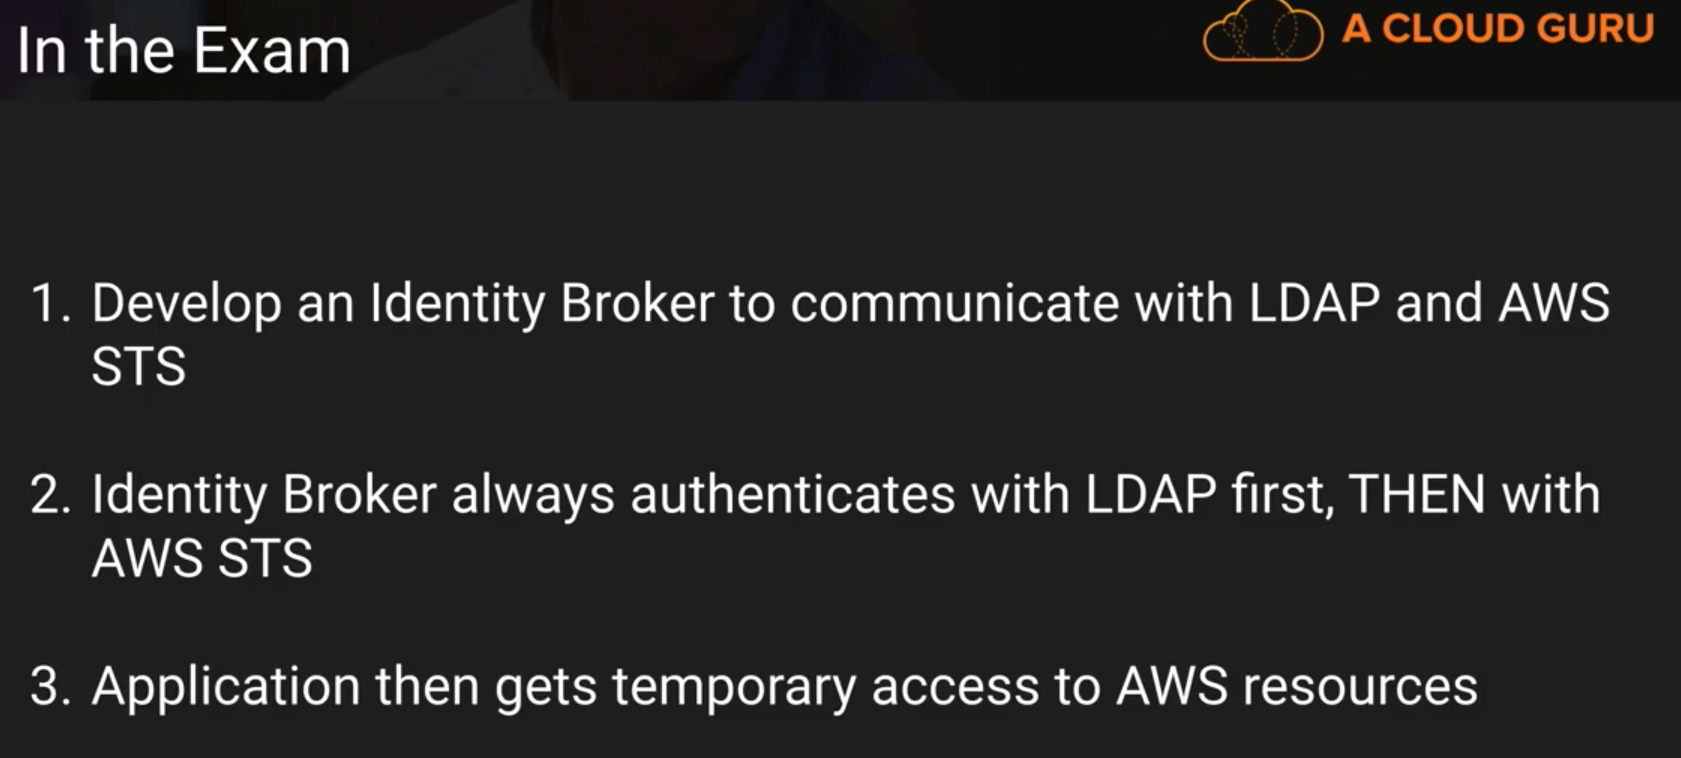 In the Exam
A CLOUD GURU
1. Develop an Identity Broker to communicate with LDAP and AWS
STS
2. Identity Broker always authenticates with LDAP first, THEN with
AWS STS
3. Application then gets temporary access to AWS resources